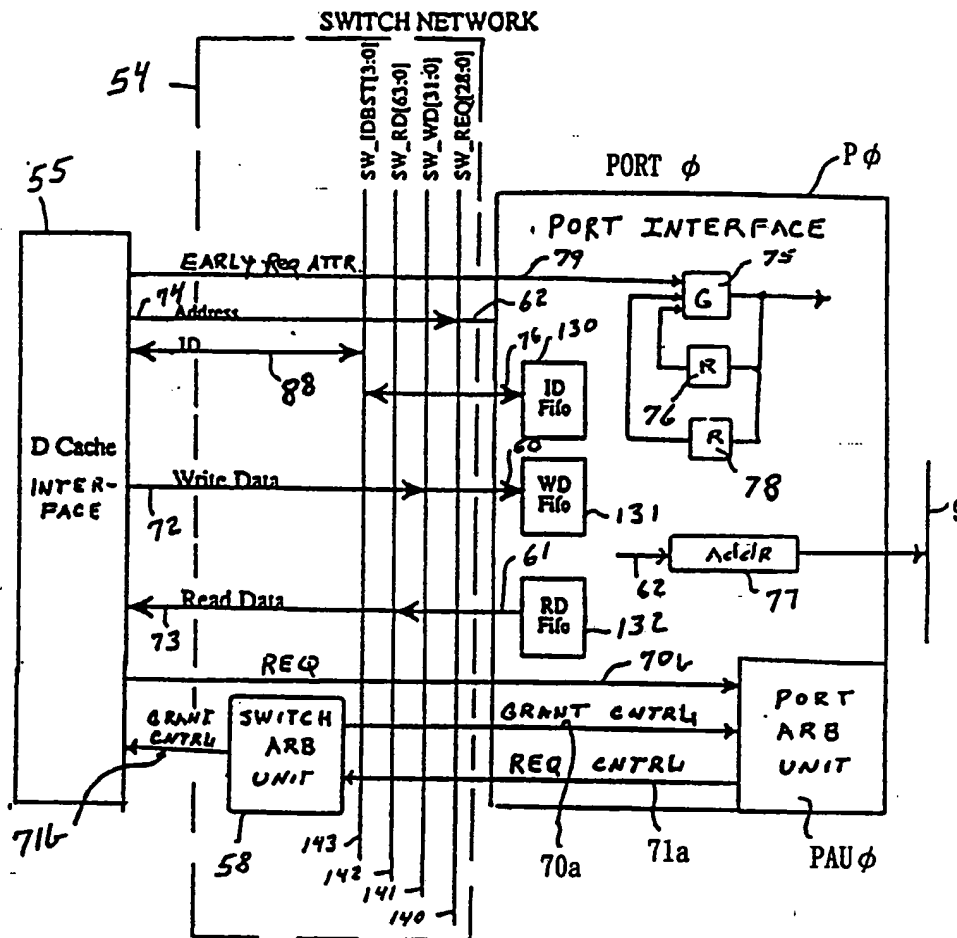 SWITCH NETWORK
54
SW_IDBST[3:0]
SW_RD[63:0]
SW_WD[31:0]
SW_REQ[28:0]
PORT ϕ
Pϕ
55
PORT INTERFACE
EARLY Req ATTR.
79
75
G
74
Address
62
ID
88
76
130
ID
Fifo
R
76
R
78
D Cache
INTER-
FACE
Write Data
72
60
WD
Fifo
131
62
AddR
77
9
Read Data
73
61
RD
Fifo
132
REQ
70b
GRANT
CNTRL
71b
SWITCH
ARB
UNIT
58
GRANT CNTRL
REQ CNTRL
PORT
ARB
UNIT
143
142
141
140
70a
71a
PAUϕ